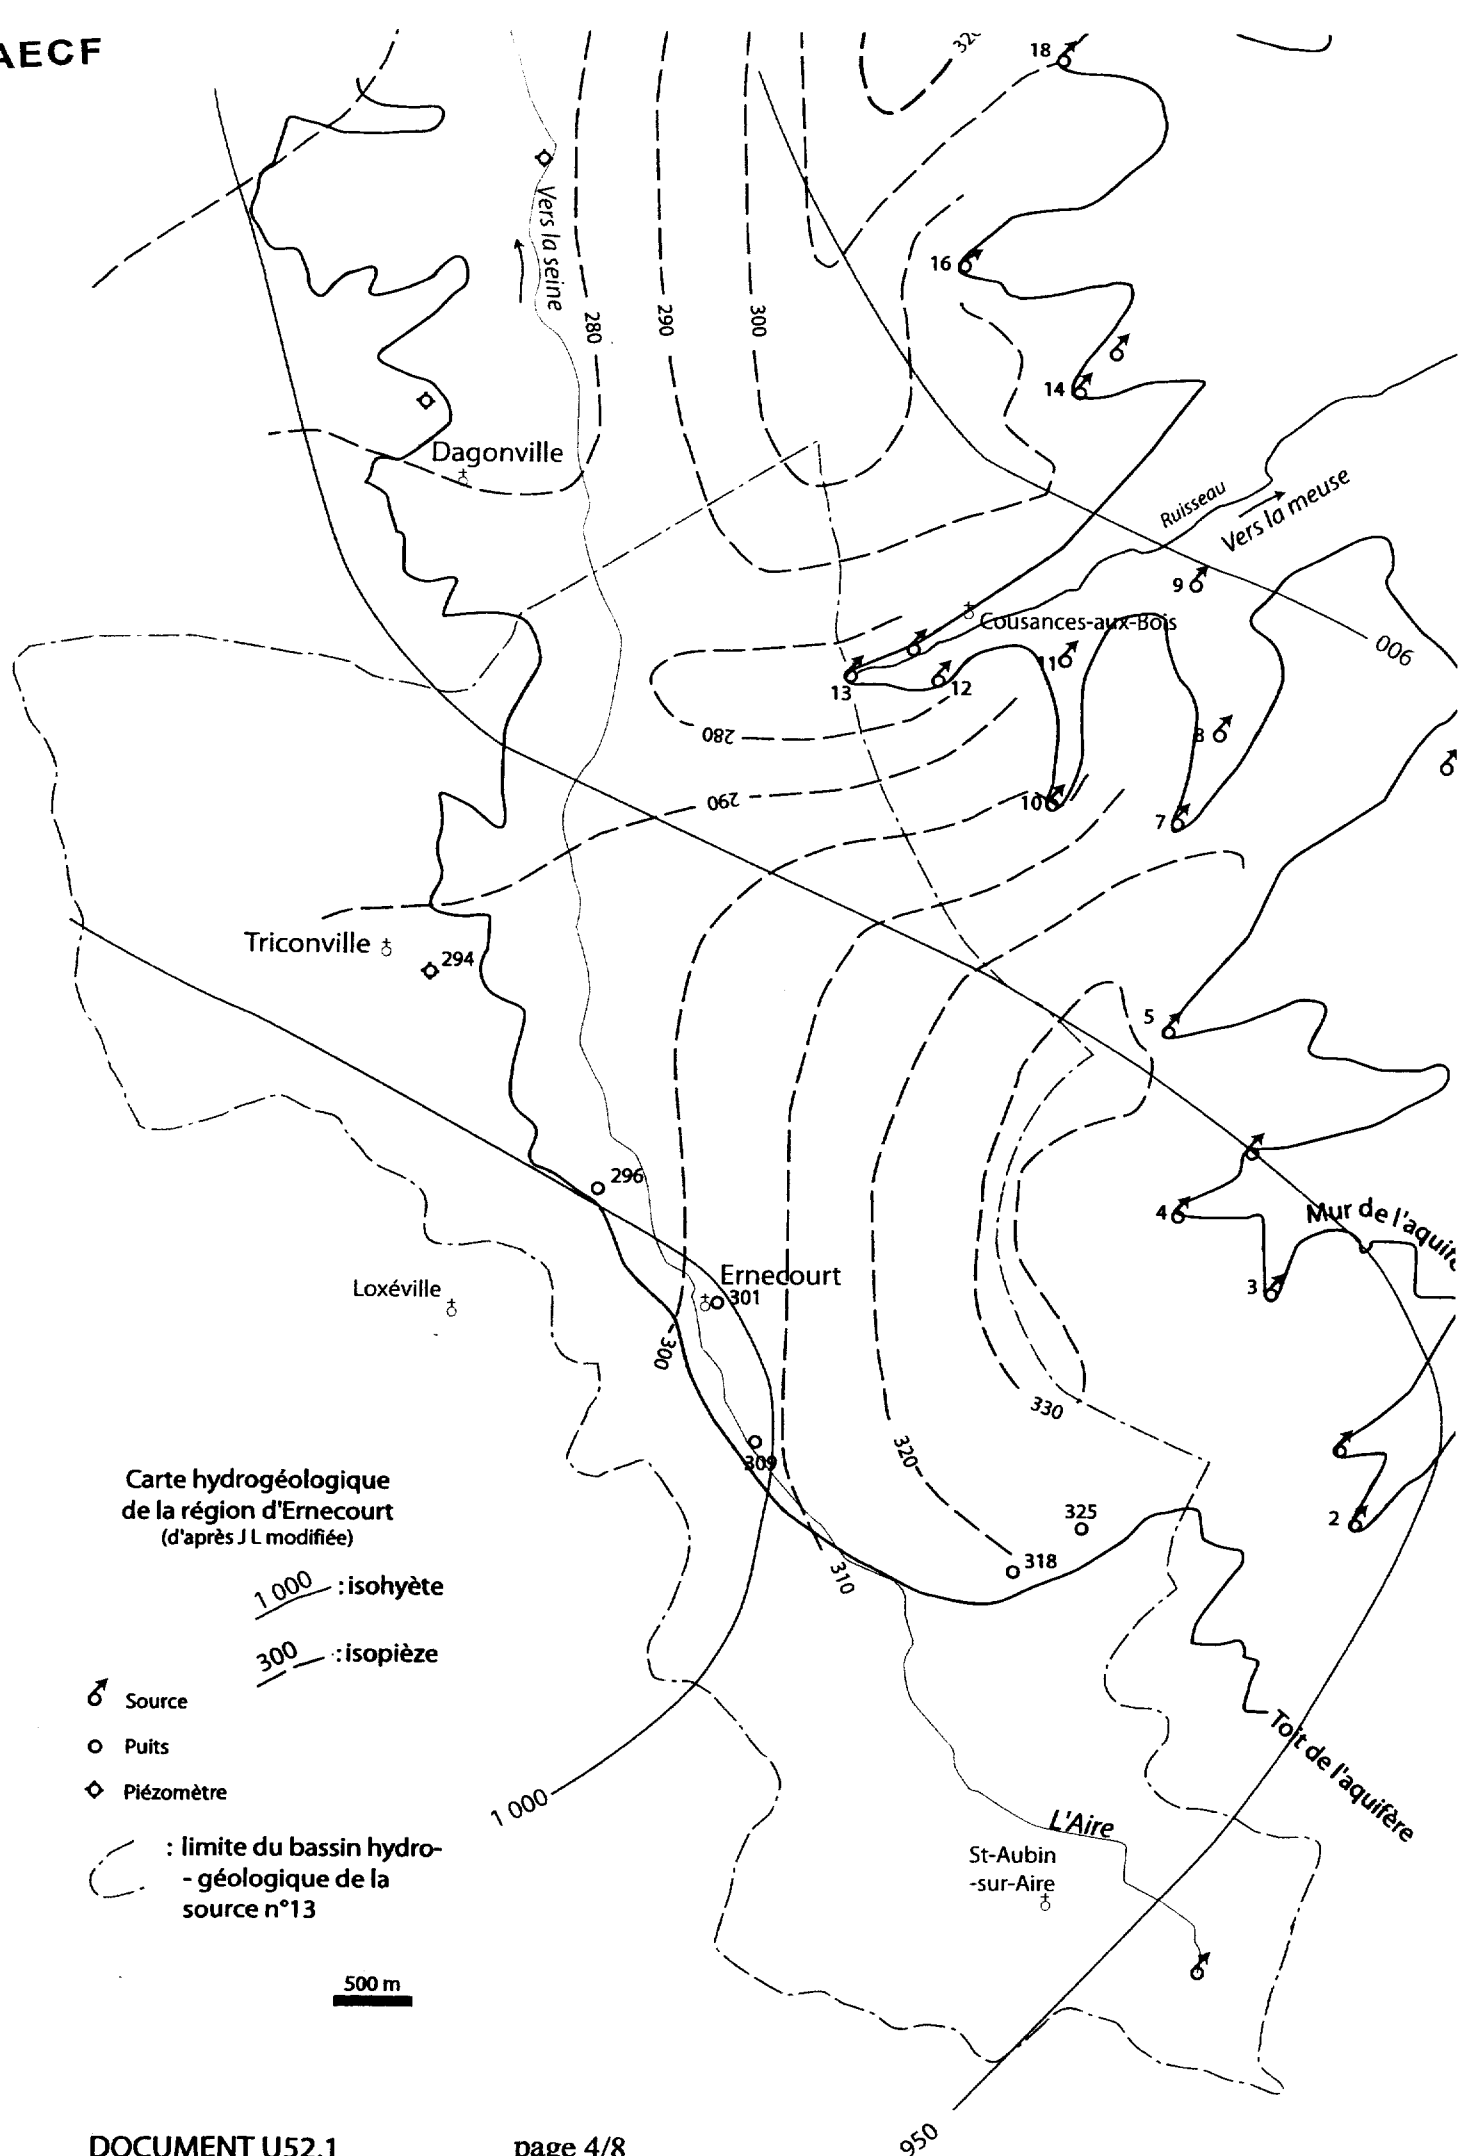 AECF
320
18
Vers la seine
16
280
290
300
14
Dagonville
Ruisseau
Vers la meuse
9
Cousances-aux-Bois
900
11
13
12
280
8
290
10
7
Triconville
294
5
296
4
Mur de l'aquifè
Ernecourt
301
Loxéville
3
300
330
309
320
Carte hydrogéologique
de la région d'Ernecourt
(d'après J L modifiée)
325
2
318
310
1 000 : isohyète
300 : isopièze
Source
Puits
Piézomètre
Toit de l'aquifère
1 000
L'Aire
: limite du bassin hydro-
- géologique de la
source n°13
St-Aubin
-sur-Aire
500 m
950
DOCUMENT U52.1 page 4/8